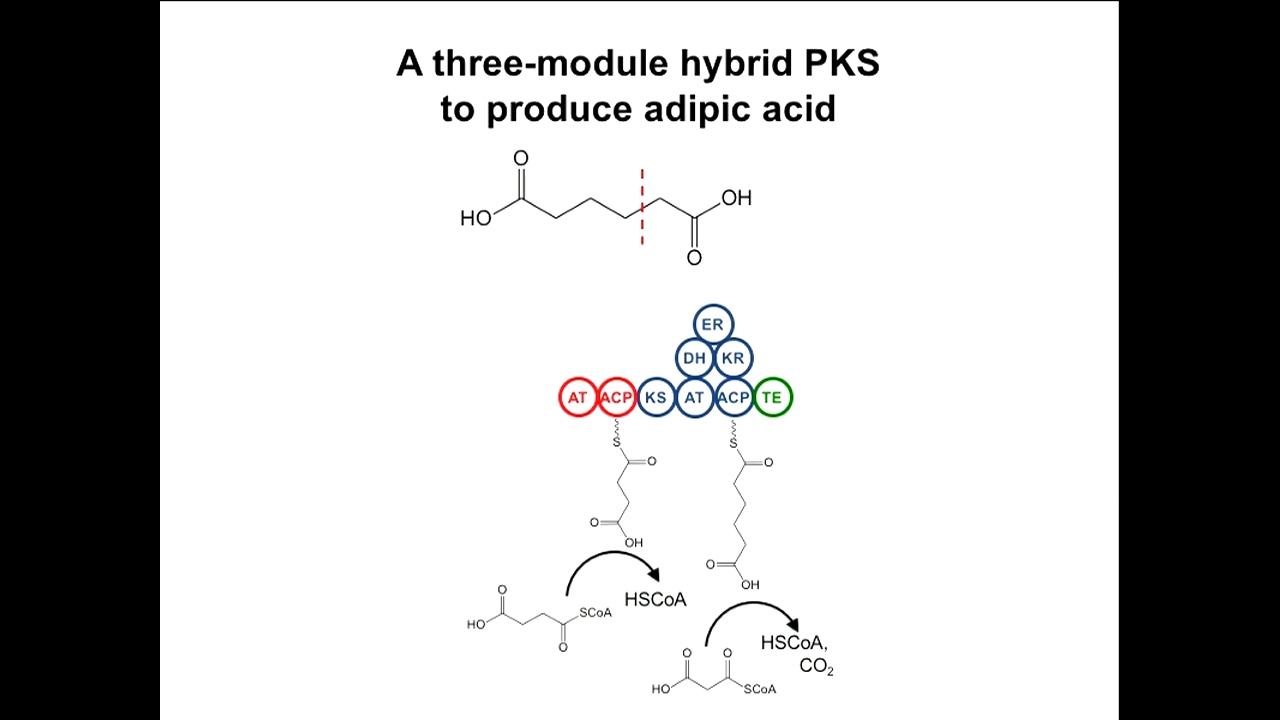 A three-module hybrid PKS
to produce adipic acid
O
HO
OH
O
ER
DH KR
AT ACP KS AT ACP TE
S S
O O
O
OH
O
OH
O
HO
SCoA
O
HSCoA
O O
HO
SCoA
HSCoA,
CO₂